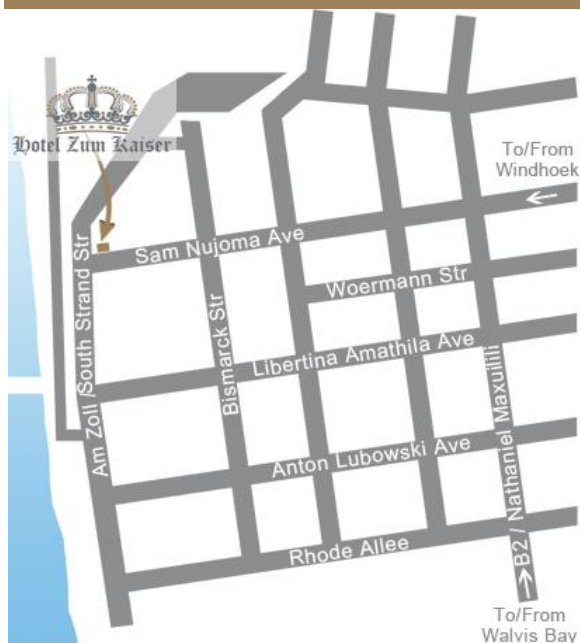 Hotel Zum Kaiser
To/From
Windhoek
Sam Nujoma Ave
Am Zoll /South Strand Str
Woermann Str
Bismarck Str
Libertina Amathila Ave
Anton Lubowski Ave
B2 / Nathaniel Maxuilili
Rhode Allee
To/From
Walvis Bay